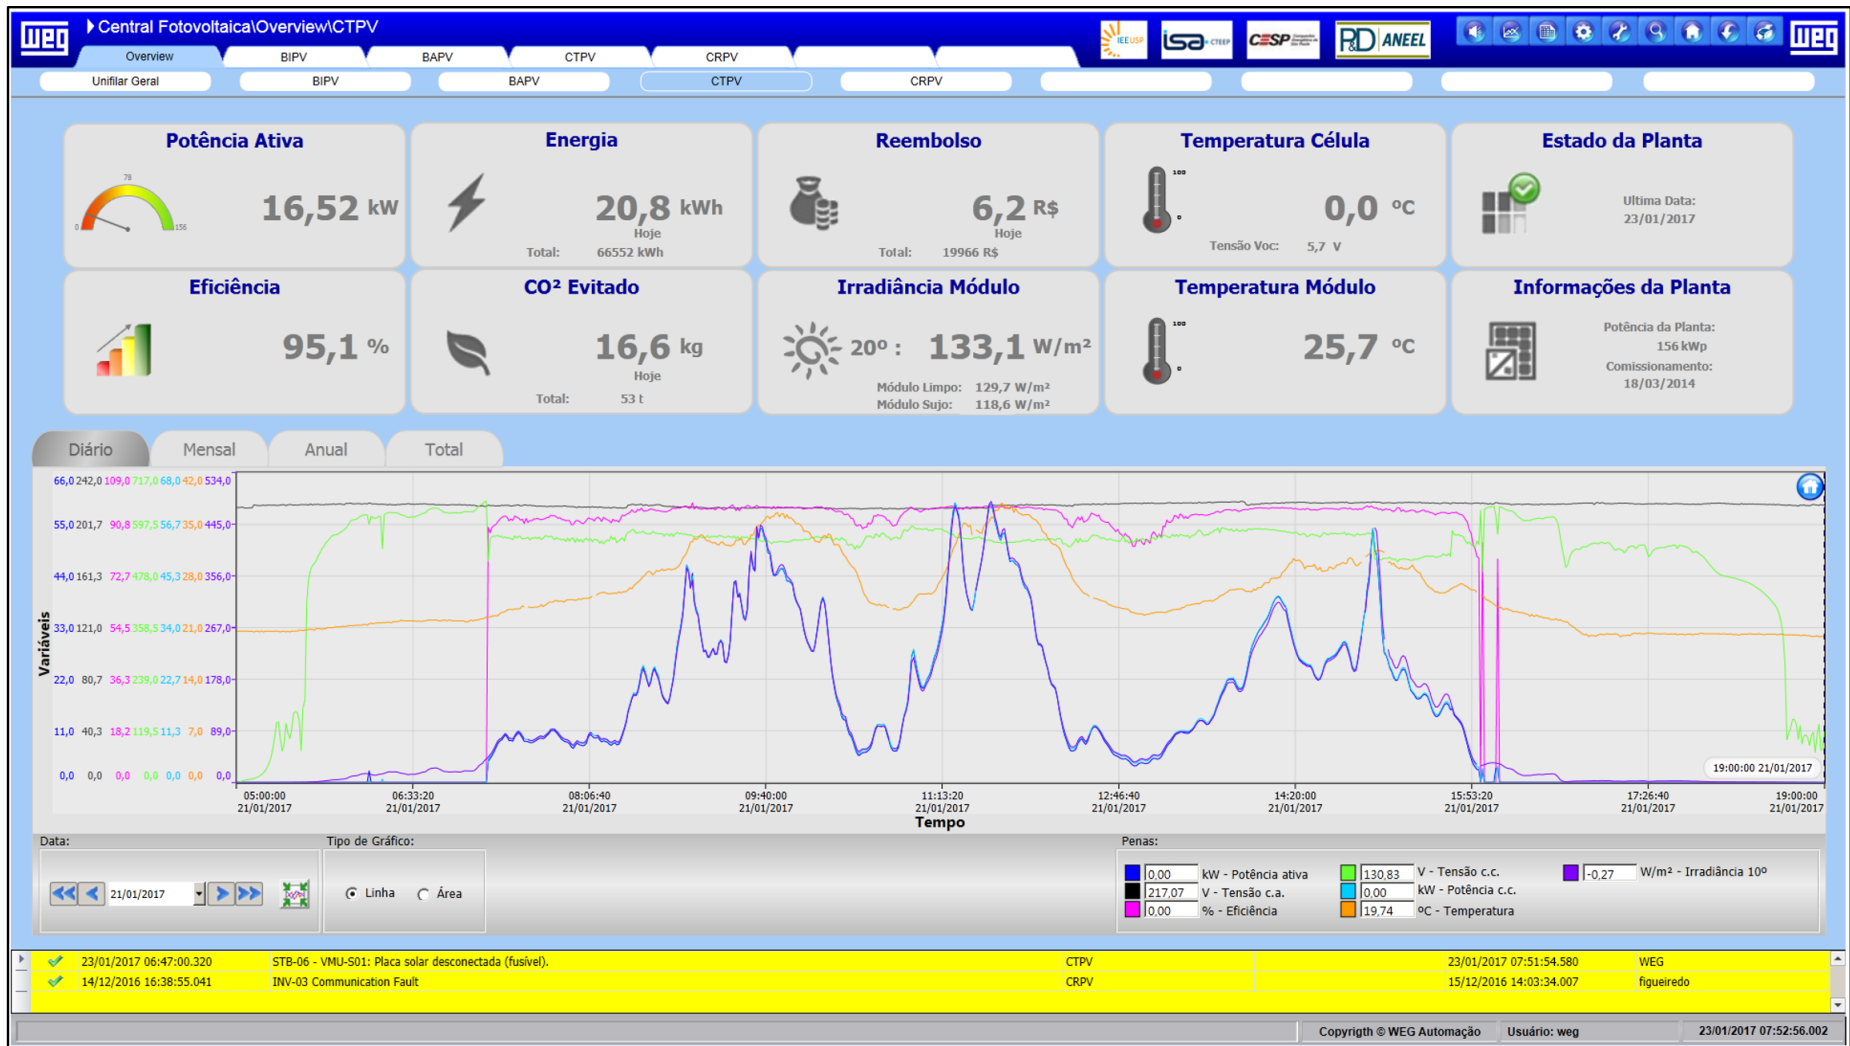 weg
Central Fotovoltaica\Overview\CTPV
IEE USP
isa CTEEP
CESP
P&D ANEEL
weg
Overview BIPV BAPV CTPV CRPV
Unifilar Geral BIPV BAPV CTPV CRPV
Potência Ativa
78
0 156
16,52 kW
Energia
20,8 kWh
Hoje
Total: 66552 kWh
Reembolso
6,2 R$
Hoje
Total: 19966 R$
Temperatura Célula
100
0
0,0 ºC
Tensão Voc: 5,7 V
Estado da Planta
Ultima Data:
23/01/2017
Eficiência
95,1 %
CO² Evitado
16,6 kg
Hoje
Total: 53 t
Irradiância Módulo
20º : 133,1 W/m²
Módulo Limpo: 129,7 W/m²
Módulo Sujo: 118,6 W/m²
Temperatura Módulo
100
0
25,7 ºC
Informações da Planta
Potência da Planta:
156 kWp
Comissionamento:
18/03/2014
Diário Mensal Anual Total
66,0 242,0 109,0 717,0 68,0 42,0 534,0
55,0 201,7 90,8 597,5 56,7 35,0 445,0
44,0 161,3 72,7 478,0 45,3 28,0 356,0
33,0 121,0 54,5 358,5 34,0 21,0 267,0
22,0 80,7 36,3 239,0 22,7 14,0 178,0
11,0 40,3 18,2 119,5 11,3 7,0 89,0
0,0 0,0 0,0 0,0 0,0 0,0 0,0
Variáveis
19:00:00 21/01/2017
05:00:00 06:33:20 08:06:40 09:40:00 11:13:20 12:46:40 14:20:00 15:53:20 17:26:40 19:00:00
21/01/2017 21/01/2017 21/01/2017 21/01/2017 21/01/2017 21/01/2017 21/01/2017 21/01/2017 21/01/2017 21/01/2017
Tempo
Data: Tipo de Gráfico: Penas:
21/01/2017
Linha Área
0,00 kW - Potência ativa 130,83 V - Tensão c.c. -0,27 W/m² - Irradiância 10º
217,07 V - Tensão c.a. 0,00 kW - Potência c.c.
0,00 % - Eficiência 19,74 ºC - Temperatura
23/01/2017 06:47:00.320 STB-06 - VMU-S01: Placa solar desconectada (fusível). CTPV 23/01/2017 07:51:54.580 WEG
14/12/2016 16:38:55.041 INV-03 Communication Fault CRPV 15/12/2016 14:03:34.007 figueiredo
Copyrigth © WEG Automação Usuário: weg 23/01/2017 07:52:56.002